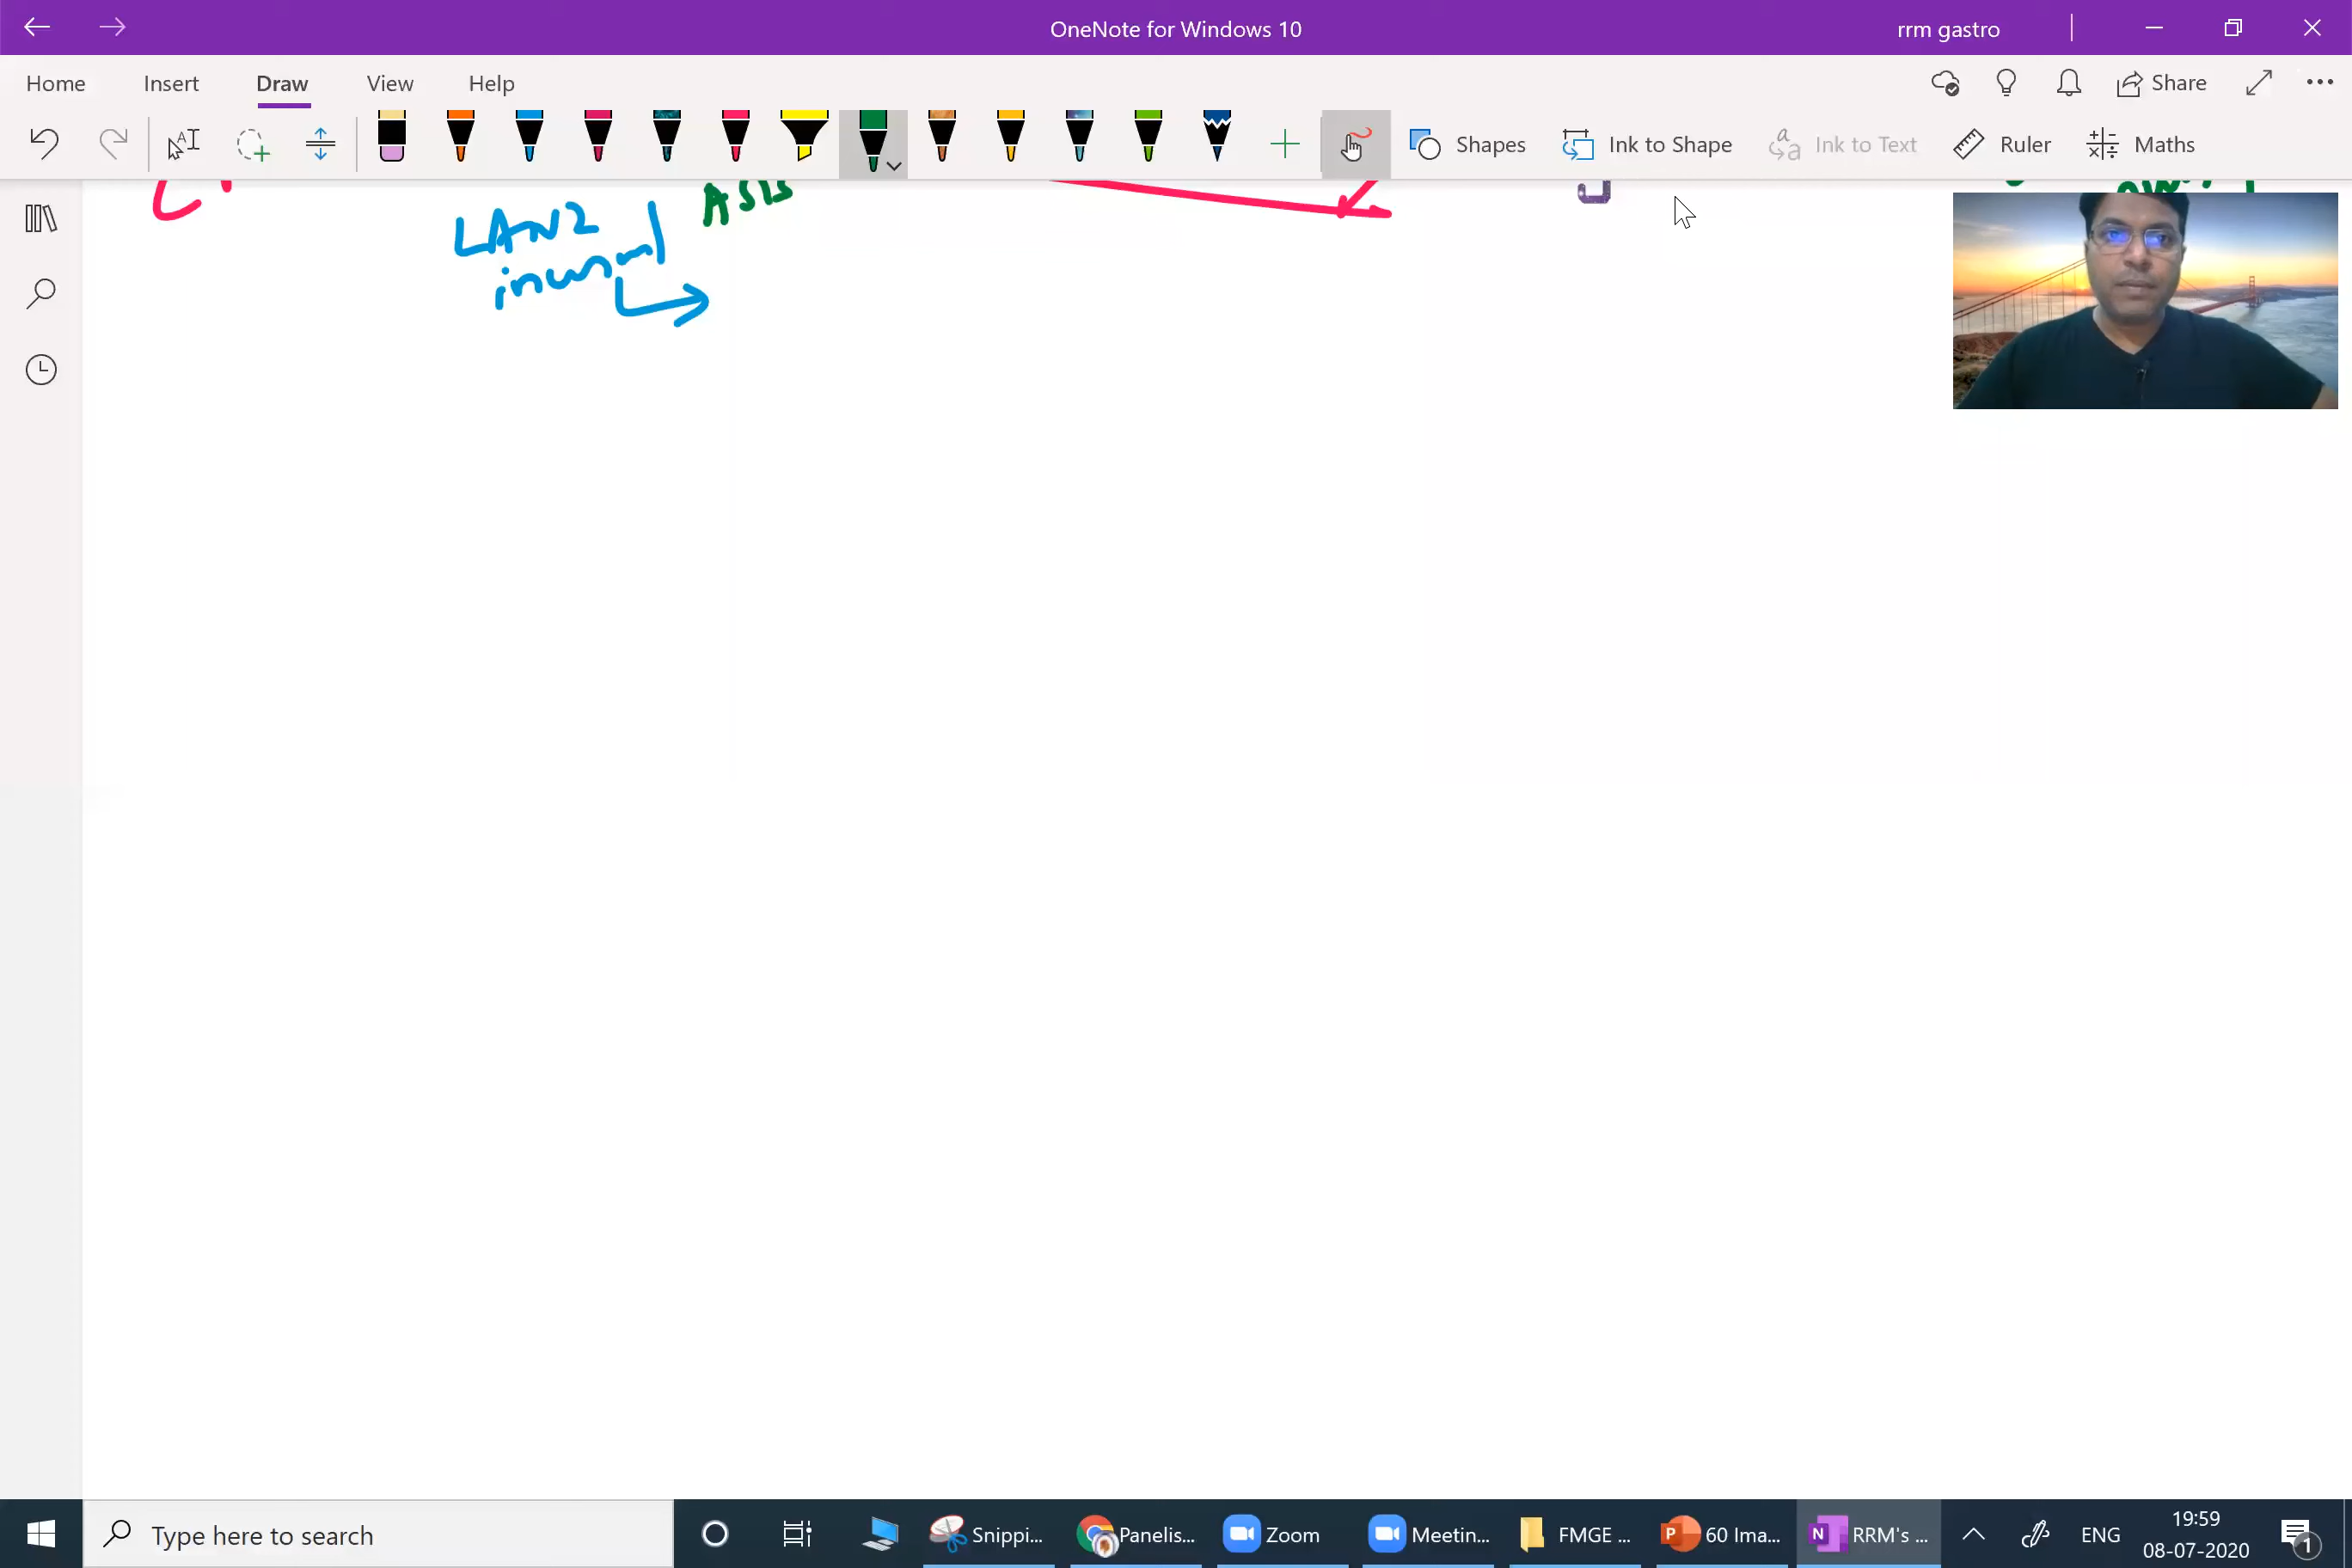 OneNote for Windows 10
rrm gastro
Home Insert Draw View Help
Share
Shapes Ink to Shape Ink to Text Ruler Maths
ASIS
LAN2
Type here to search
Snippi... Panelis... Zoom Meetin... FMGE ... 60 Ima... RRM's ... ENG
19:59
08-07-2020
1